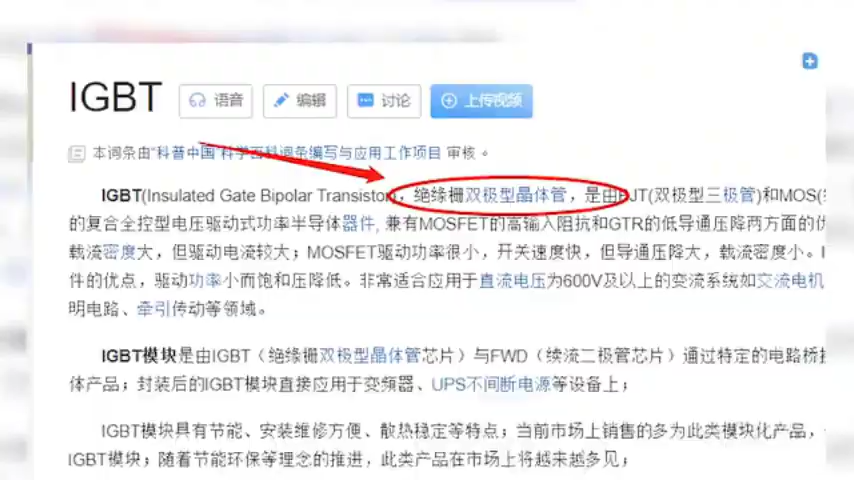 IGBT 语音 编辑 讨论 上传视频
本词条由“科普中国”科学百科词条编写与应用工作项目 审核 。
IGBT(Insulated Gate Bipolar Transistor)，绝缘栅双极型晶体管，是由BJT(双极型三极管)和MOS(
的复合全控型电压驱动式功率半导体器件, 兼有MOSFET的高输入阻抗和GTR的低导通压降两方面的优
载流密度大，但驱动电流较大；MOSFET驱动功率很小，开关速度快，但导通压降大，载流密度小。I
件的优点，驱动功率小而饱和压降低。非常适合应用于直流电压为600V及以上的变流系统如交流电机
明电路、牵引传动等领域。
IGBT模块是由IGBT（绝缘栅双极型晶体管芯片）与FWD（续流二极管芯片）通过特定的电路桥接
体产品；封装后的IGBT模块直接应用于变频器、UPS不间断电源等设备上；
IGBT模块具有节能、安装维修方便、散热稳定等特点；当前市场上销售的多为此类模块化产品，
IGBT模块；随着节能环保等理念的推进，此类产品在市场上将越来越多见；